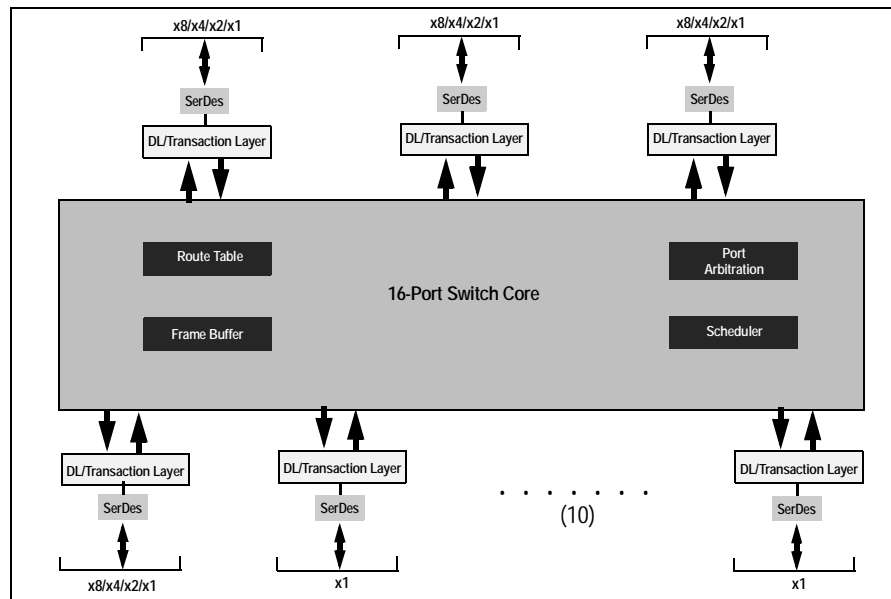 x8/x4/x2/x1
x8/x4/x2/x1
x8/x4/x2/x1
SerDes
SerDes
SerDes
DL/Transaction Layer
DL/Transaction Layer
DL/Transaction Layer
Route Table
Port
Arbitration
16-Port Switch Core
Frame Buffer
Scheduler
DL/Transaction Layer
DL/Transaction Layer
DL/Transaction Layer
SerDes
SerDes
. . . . . . .
(10)
SerDes
x8/x4/x2/x1
x1
x1